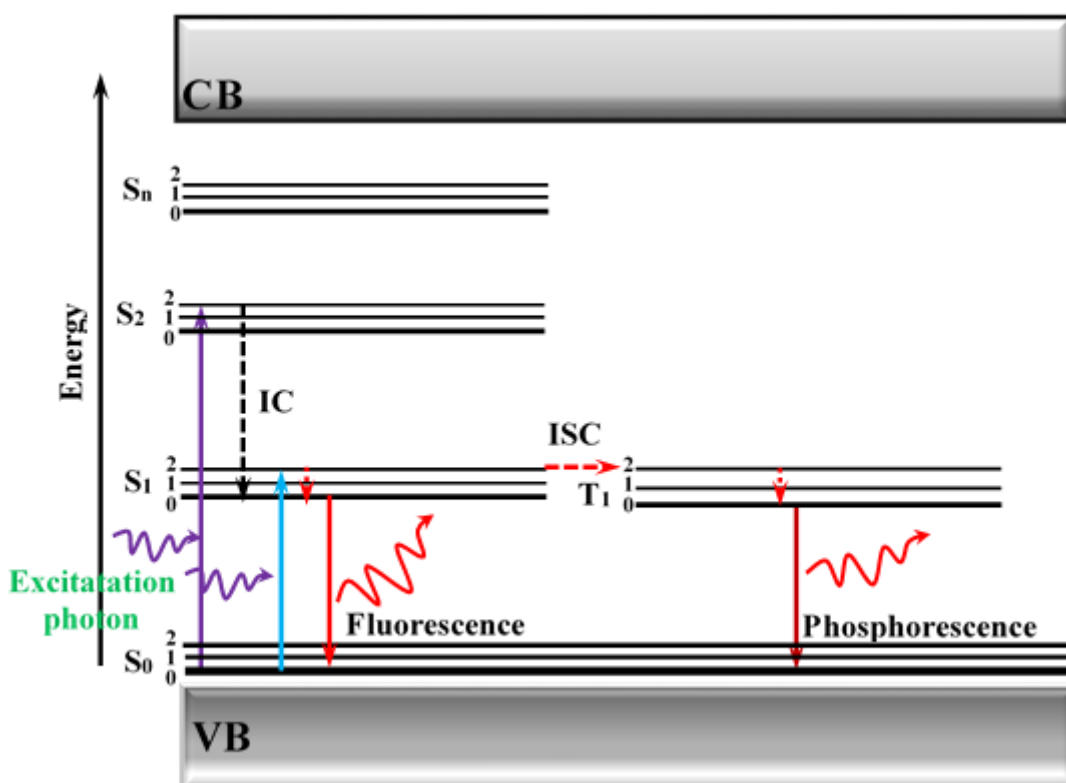 CB
Energy
Sn
2
1
0
S2
2
1
0
IC
ISC
S1
2
1
0
T1
2
1
0
Excitatation
photon
Fluorescence
Phosphorescence
S0
2
1
0
VB